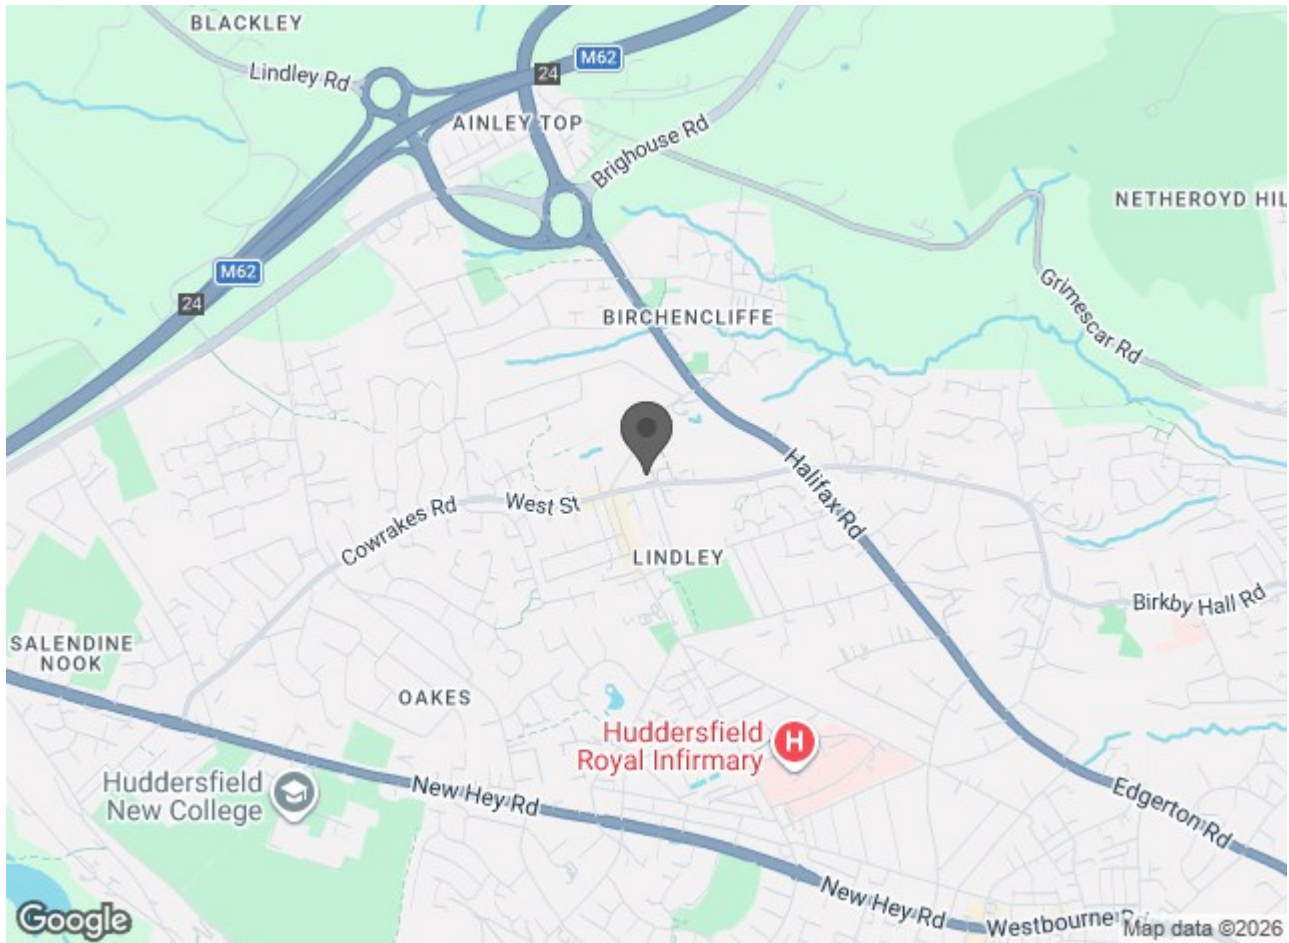 BLACKLEY
Lindley Rd
M62
24
AINLEY TOP
Brighouse Rd
NETHEROYD HIL
M62
24
Grimescar Rd
BIRCHENCLIFFE
Halifax Rd
West St
Cowrakes Rd
LINDLEY
Birkby Hall Rd
SALENDINE
NOOK
OAKES
Huddersfield
Royal Infirmary
H
Huddersfield
New College
New Hey Rd
Edgerton Rd
New Hey Rd
Westbourne
Google
Map data ©2026